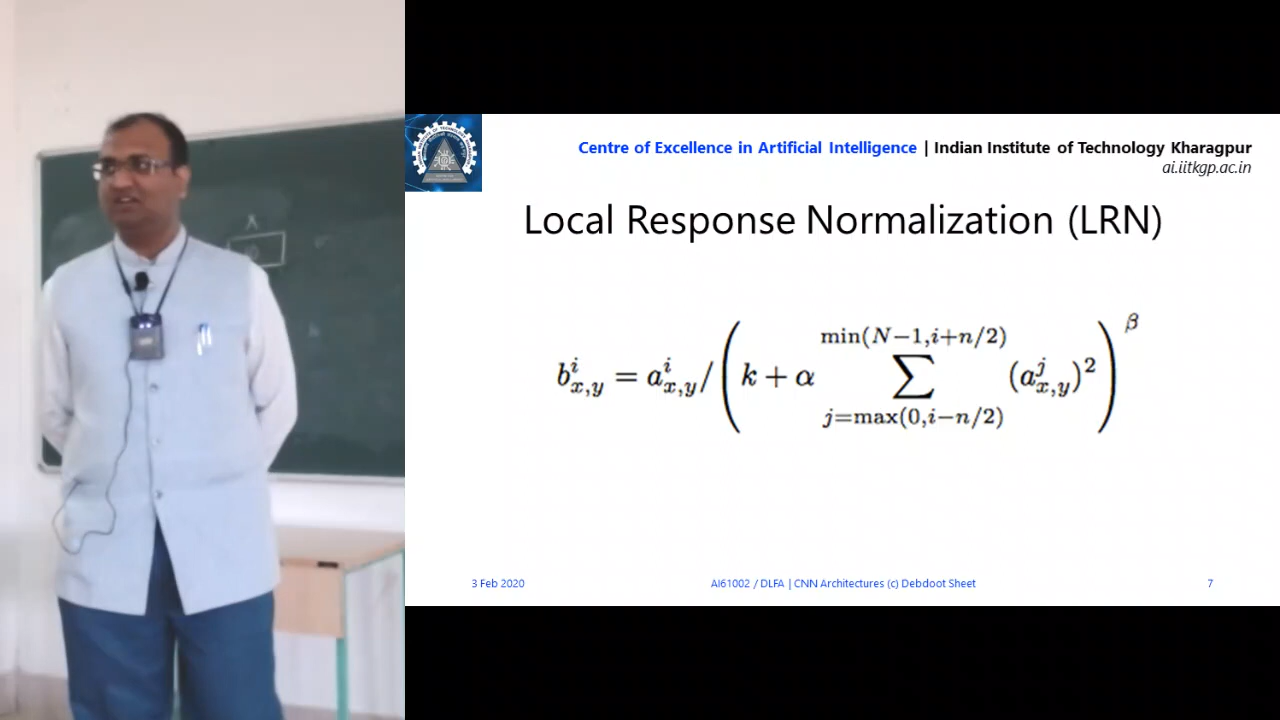 Centre of Excellence in Artificial Intelligence | Indian Institute of Technology Kharagpur
ai.iitkgp.ac.in
Local Response Normalization (LRN)
b^i_{x,y} = a^i_{x,y} / ( k + α ∑_{j=max(0,i−n/2)}^{min(N−1,i+n/2)} (a^j_{x,y})^2 )^β
3 Feb 2020
AI61002 / DLFA | CNN Architectures (c) Debdoot Sheet
7